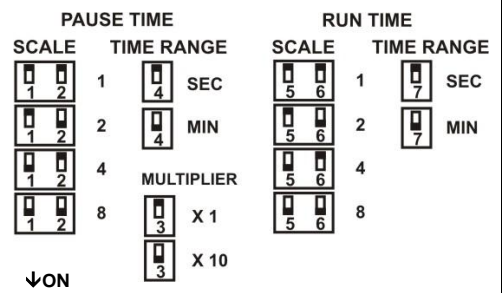 PAUSE TIME RUN TIME
SCALE TIME RANGE SCALE TIME RANGE
1 2 1 4 SEC 5 6 1 7 SEC
1 2 2 4 MIN 5 6 2 7 MIN
1 2 4 MULTIPLIER 5 6 4
1 2 8 3 X 1 5 6 8
3 X 10
↓ON